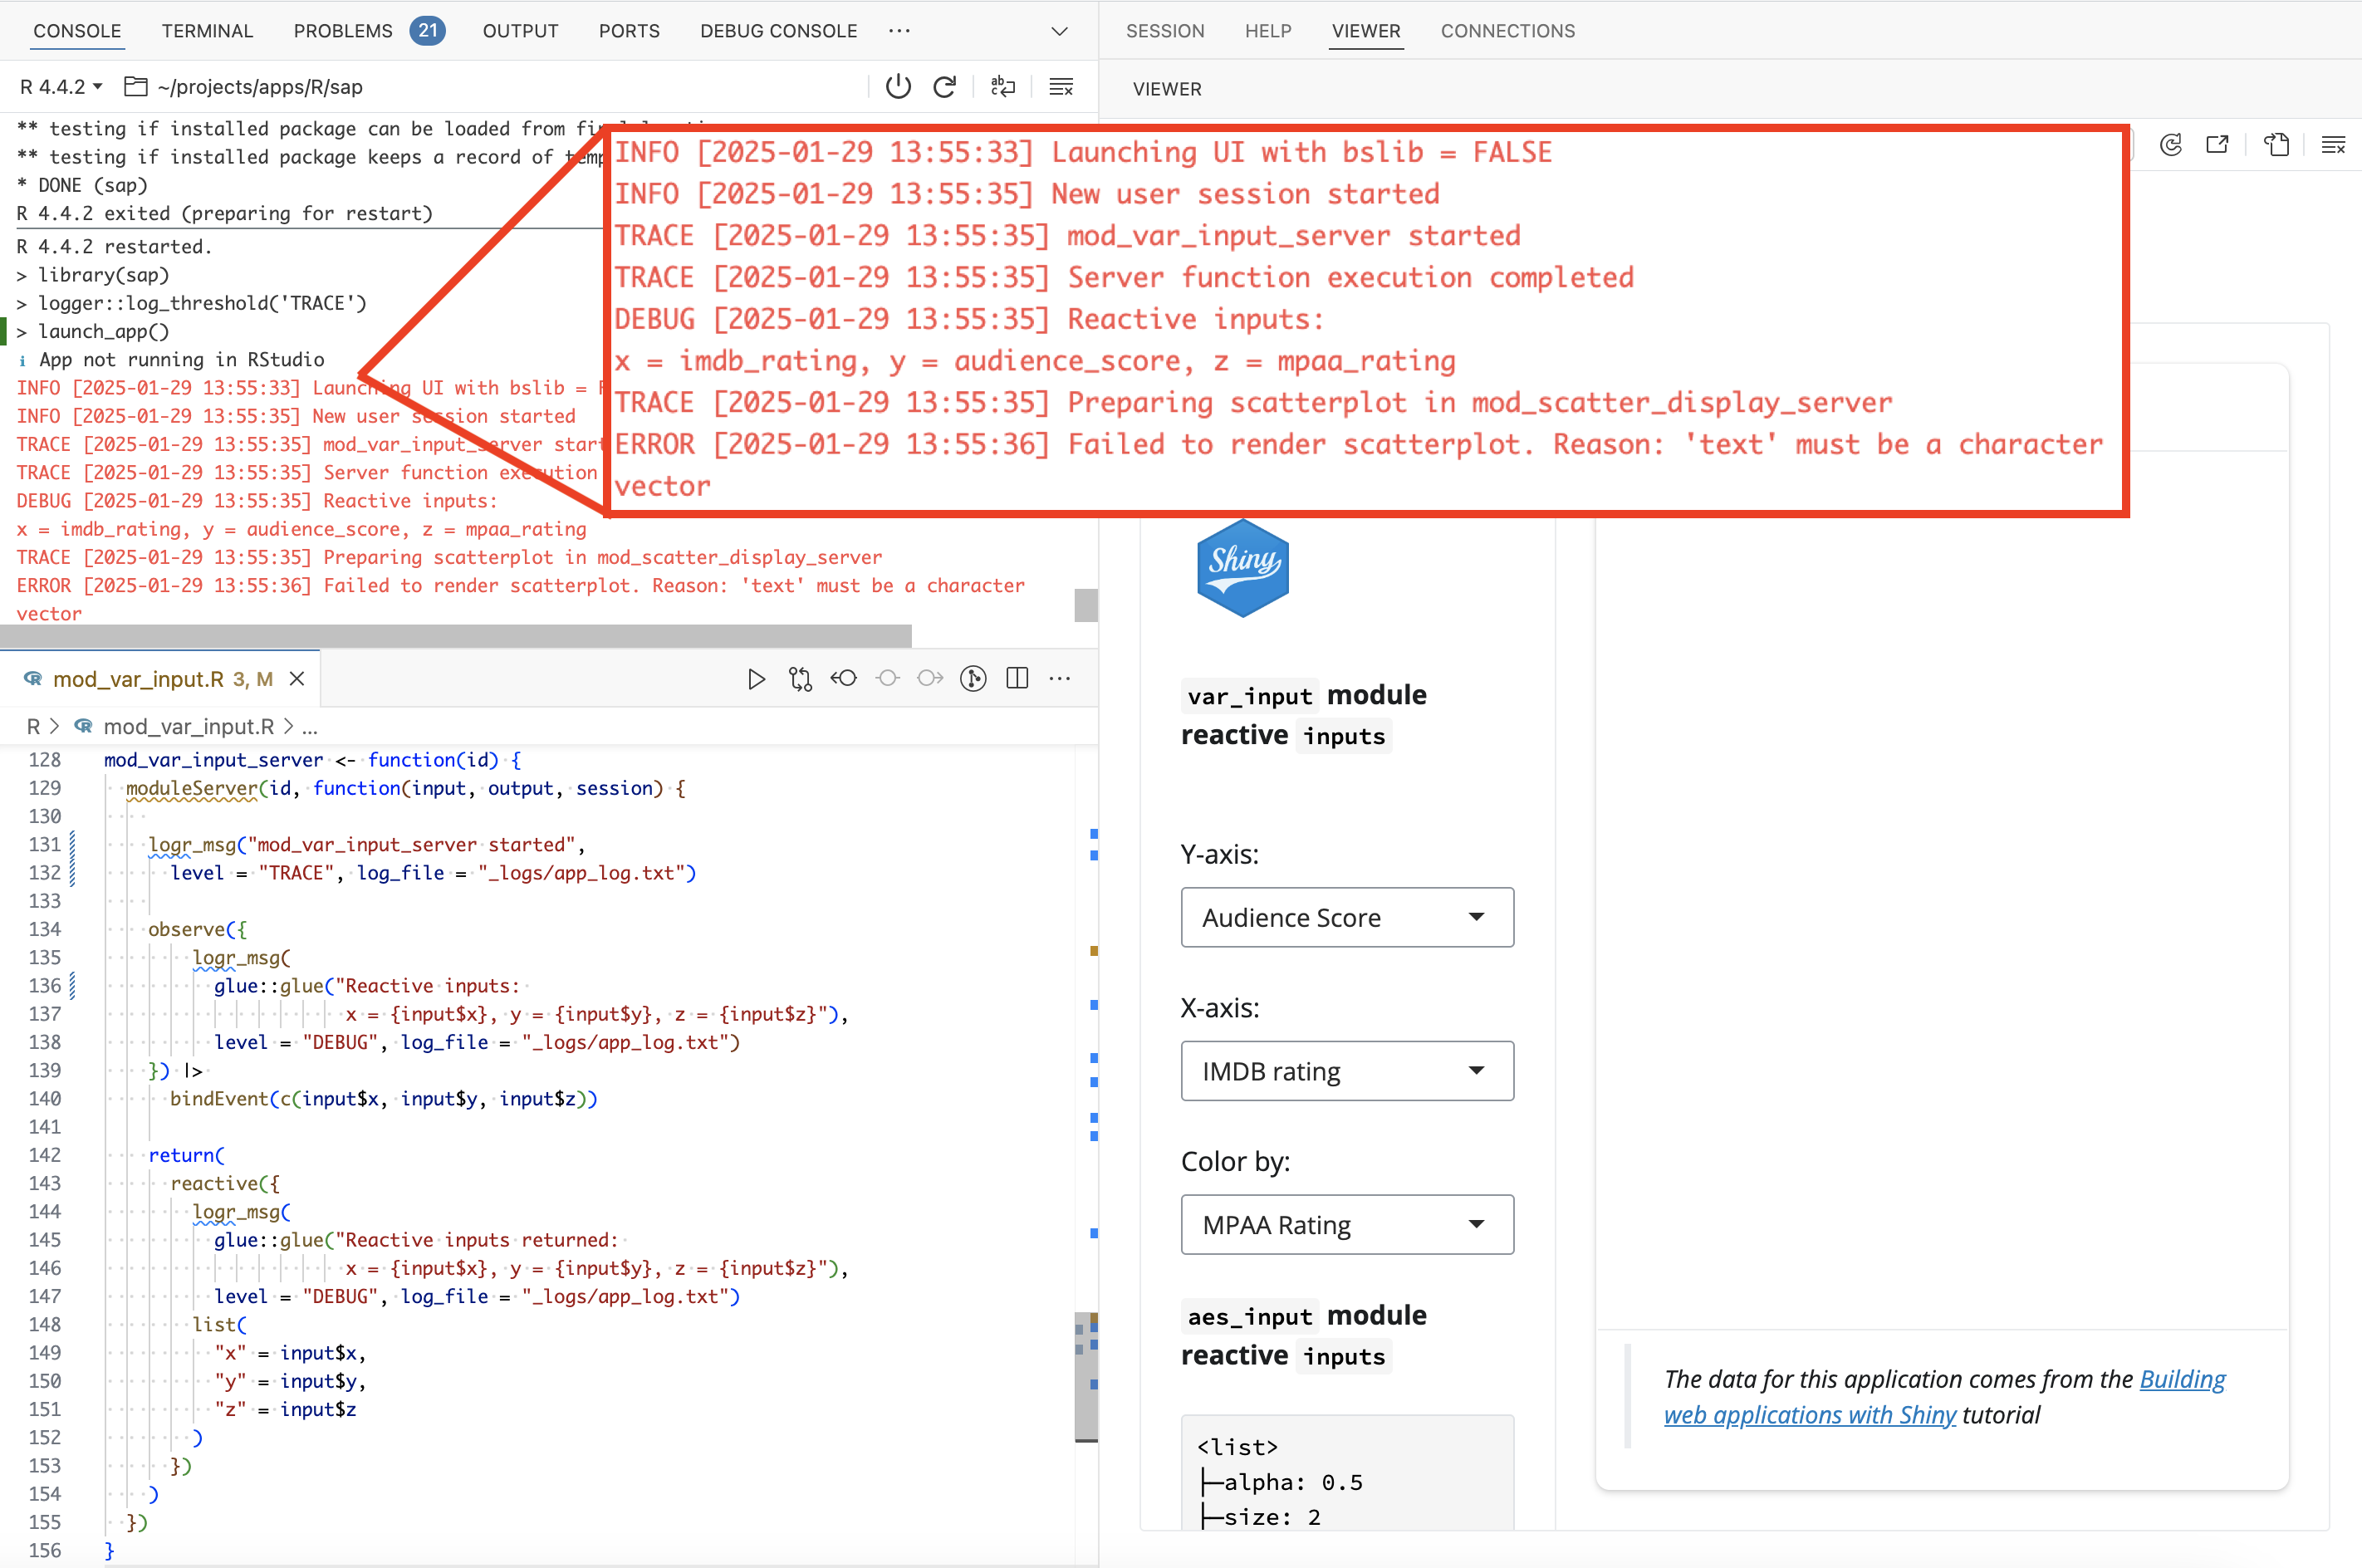 CONSOLE TERMINAL PROBLEMS 21 OUTPUT PORTS DEBUG CONSOLE ...
R 4.4.2 ~/projects/apps/R/sap
** testing if installed package can be loaded from
** testing if installed package keeps a record of
* DONE (sap)
R 4.4.2 exited (preparing for restart)
R 4.4.2 restarted.
> library(sap)
> logger::log_threshold('TRACE')
> launch_app()
i App not running in RStudio
INFO [2025-01-29 13:55:33] Launching UI with bslib =
INFO [2025-01-29 13:55:35] New user session started
TRACE [2025-01-29 13:55:35] mod_var_input_server
TRACE [2025-01-29 13:55:35] Server function execution
DEBUG [2025-01-29 13:55:35] Reactive inputs:
x = imdb_rating, y = audience_score, z = mpaa_rating
TRACE [2025-01-29 13:55:35] Preparing scatterplot in mod_scatter_display_server
ERROR [2025-01-29 13:55:36] Failed to render scatterplot. Reason: 'text' must be a character
vector
INFO [2025-01-29 13:55:33] Launching UI with bslib = FALSE
INFO [2025-01-29 13:55:35] New user session started
TRACE [2025-01-29 13:55:35] mod_var_input_server started
TRACE [2025-01-29 13:55:35] Server function execution completed
DEBUG [2025-01-29 13:55:35] Reactive inputs:
x = imdb_rating, y = audience_score, z = mpaa_rating
TRACE [2025-01-29 13:55:35] Preparing scatterplot in mod_scatter_display_server
ERROR [2025-01-29 13:55:36] Failed to render scatterplot. Reason: 'text' must be a character
vector
mod_var_input.R 3, M
R > mod_var_input.R > ...
128 mod_var_input_server <- function(id) {
129 moduleServer(id, function(input, output, session) {
130
131 logr_msg("mod_var_input_server started",
132 level = "TRACE", log_file = "_logs/app_log.txt")
133
134 observe({
135 logr_msg(
136 glue::glue("Reactive inputs:
137 x = {input$x}, y = {input$y}, z = {input$z}"),
138 level = "DEBUG", log_file = "_logs/app_log.txt")
139 }) |>
140 bindEvent(c(input$x, input$y, input$z))
141
142 return(
143 reactive({
144 logr_msg(
145 glue::glue("Reactive inputs returned:
146 x = {input$x}, y = {input$y}, z = {input$z}"),
147 level = "DEBUG", log_file = "_logs/app_log.txt")
148 list(
149 "x" = input$x,
150 "y" = input$y,
151 "z" = input$z
152 )
153 })
154 )
155 })
156 }
SESSION HELP VIEWER CONNECTIONS
VIEWER
Shiny
var_input module
reactive inputs
Y-axis:
Audience Score
X-axis:
IMDB rating
Color by:
MPAA Rating
aes_input module
reactive inputs
<list>
├─alpha: 0.5
├─size: 2
The data for this application comes from the Building
web applications with Shiny tutorial